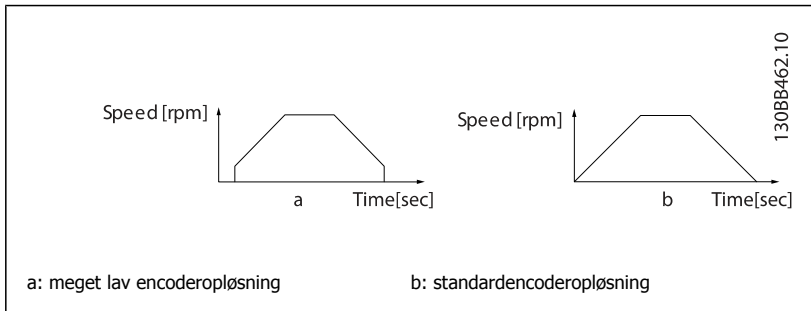 130BB462.10
Speed [rpm]
a
Time[sec]
Speed [rpm]
b
Time[sec]
a: meget lav encoderopløsning
b: standardencoderopløsning